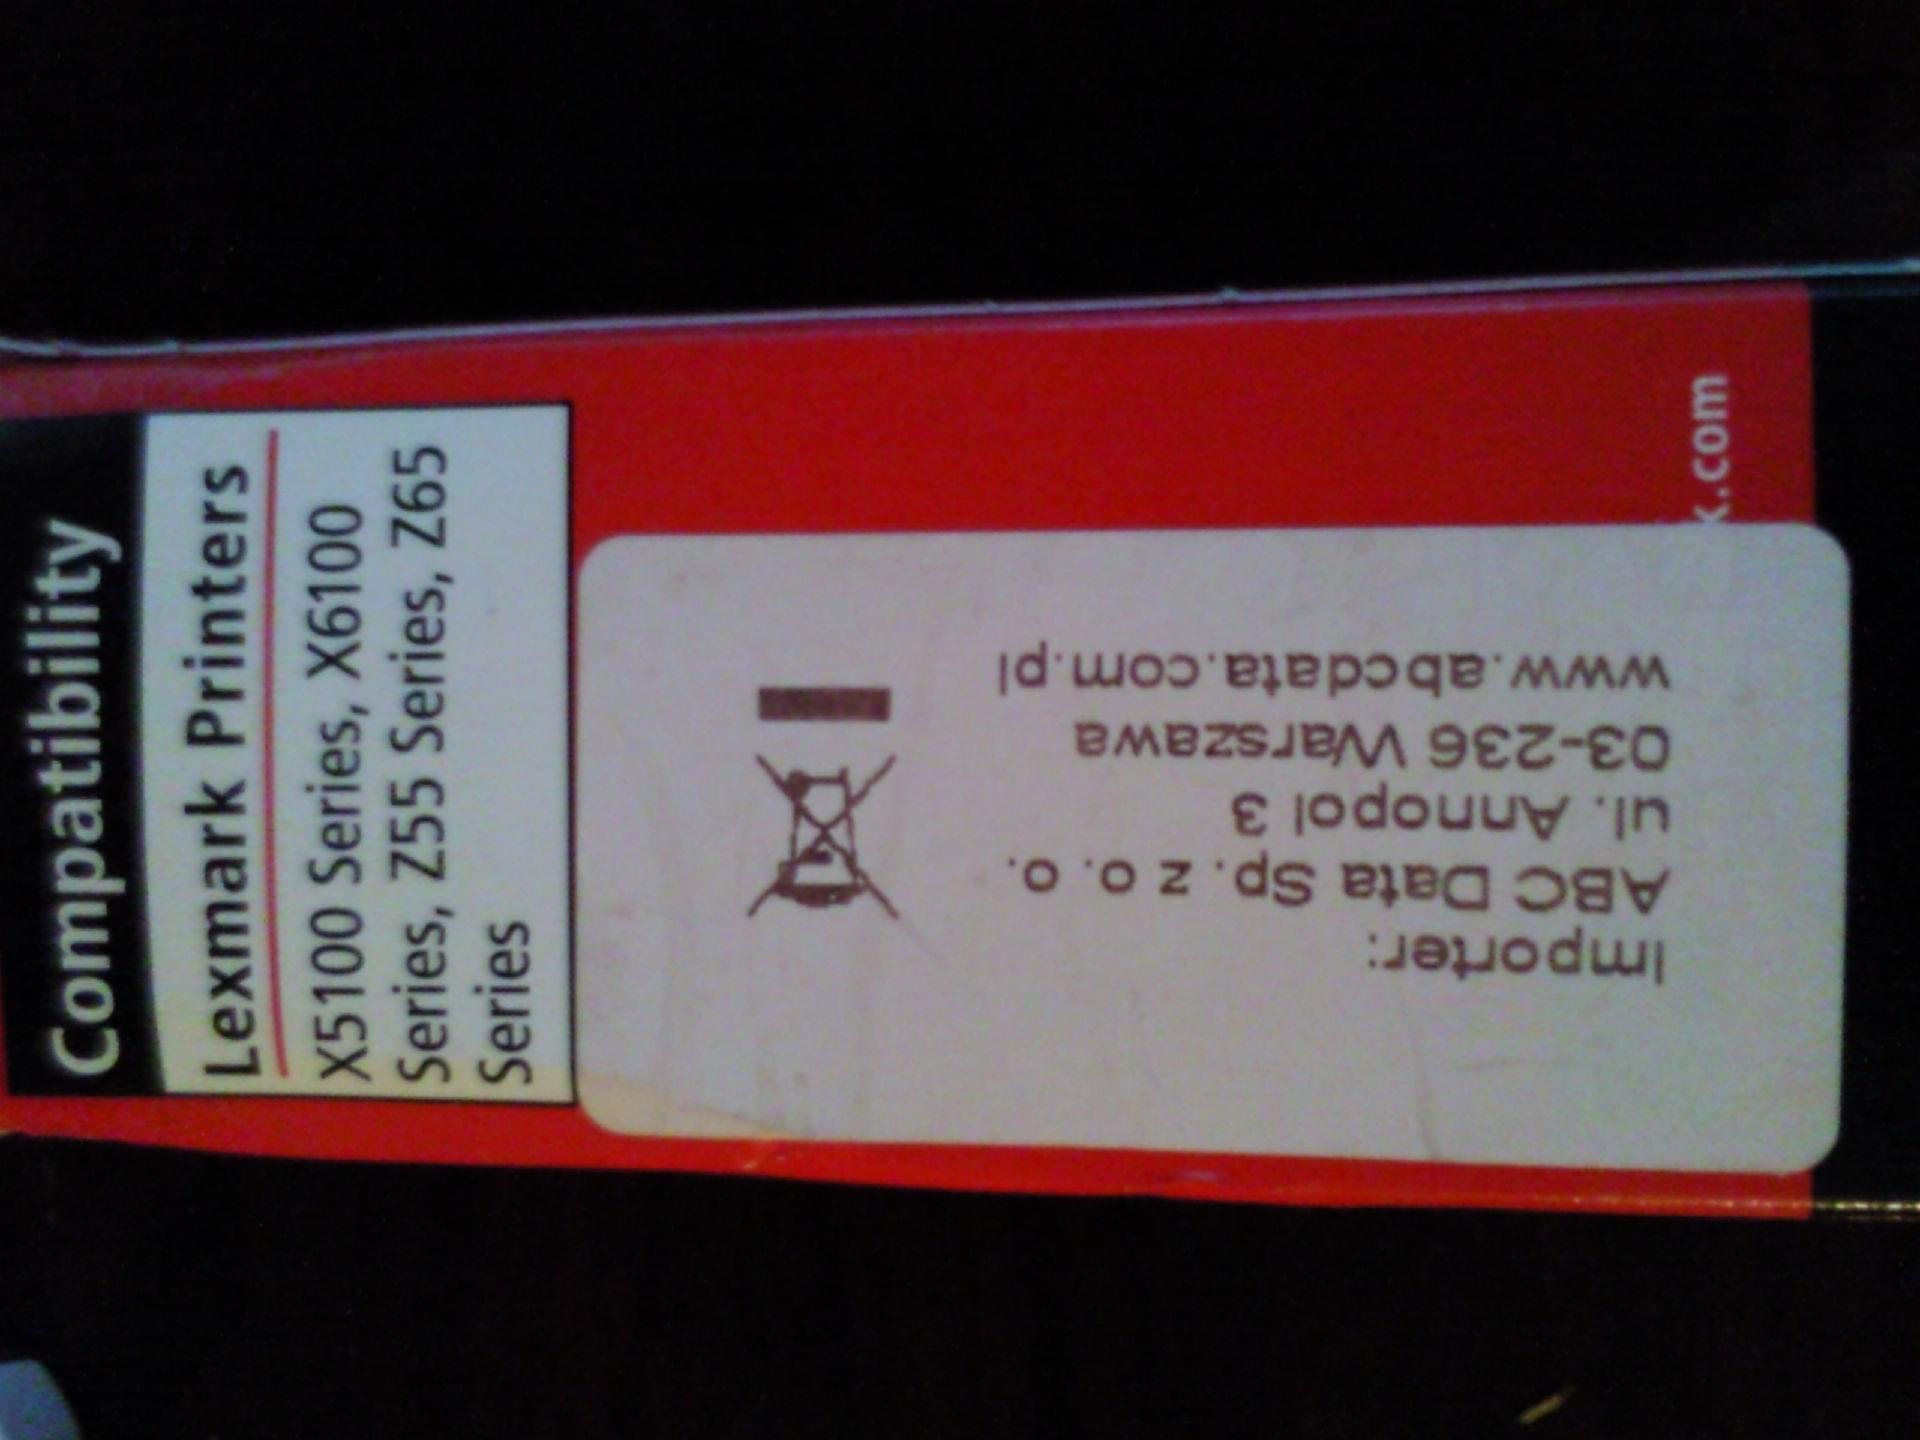 Compatibility
Lexmark Printers
X5100 Series, X6100
Series, Z55 Series, Z65
Series
Importer:
ABC Data Sp. z o. o.
ul. Annopol 3
03-236 Warszawa
www.abcdata.com.pl
k.com